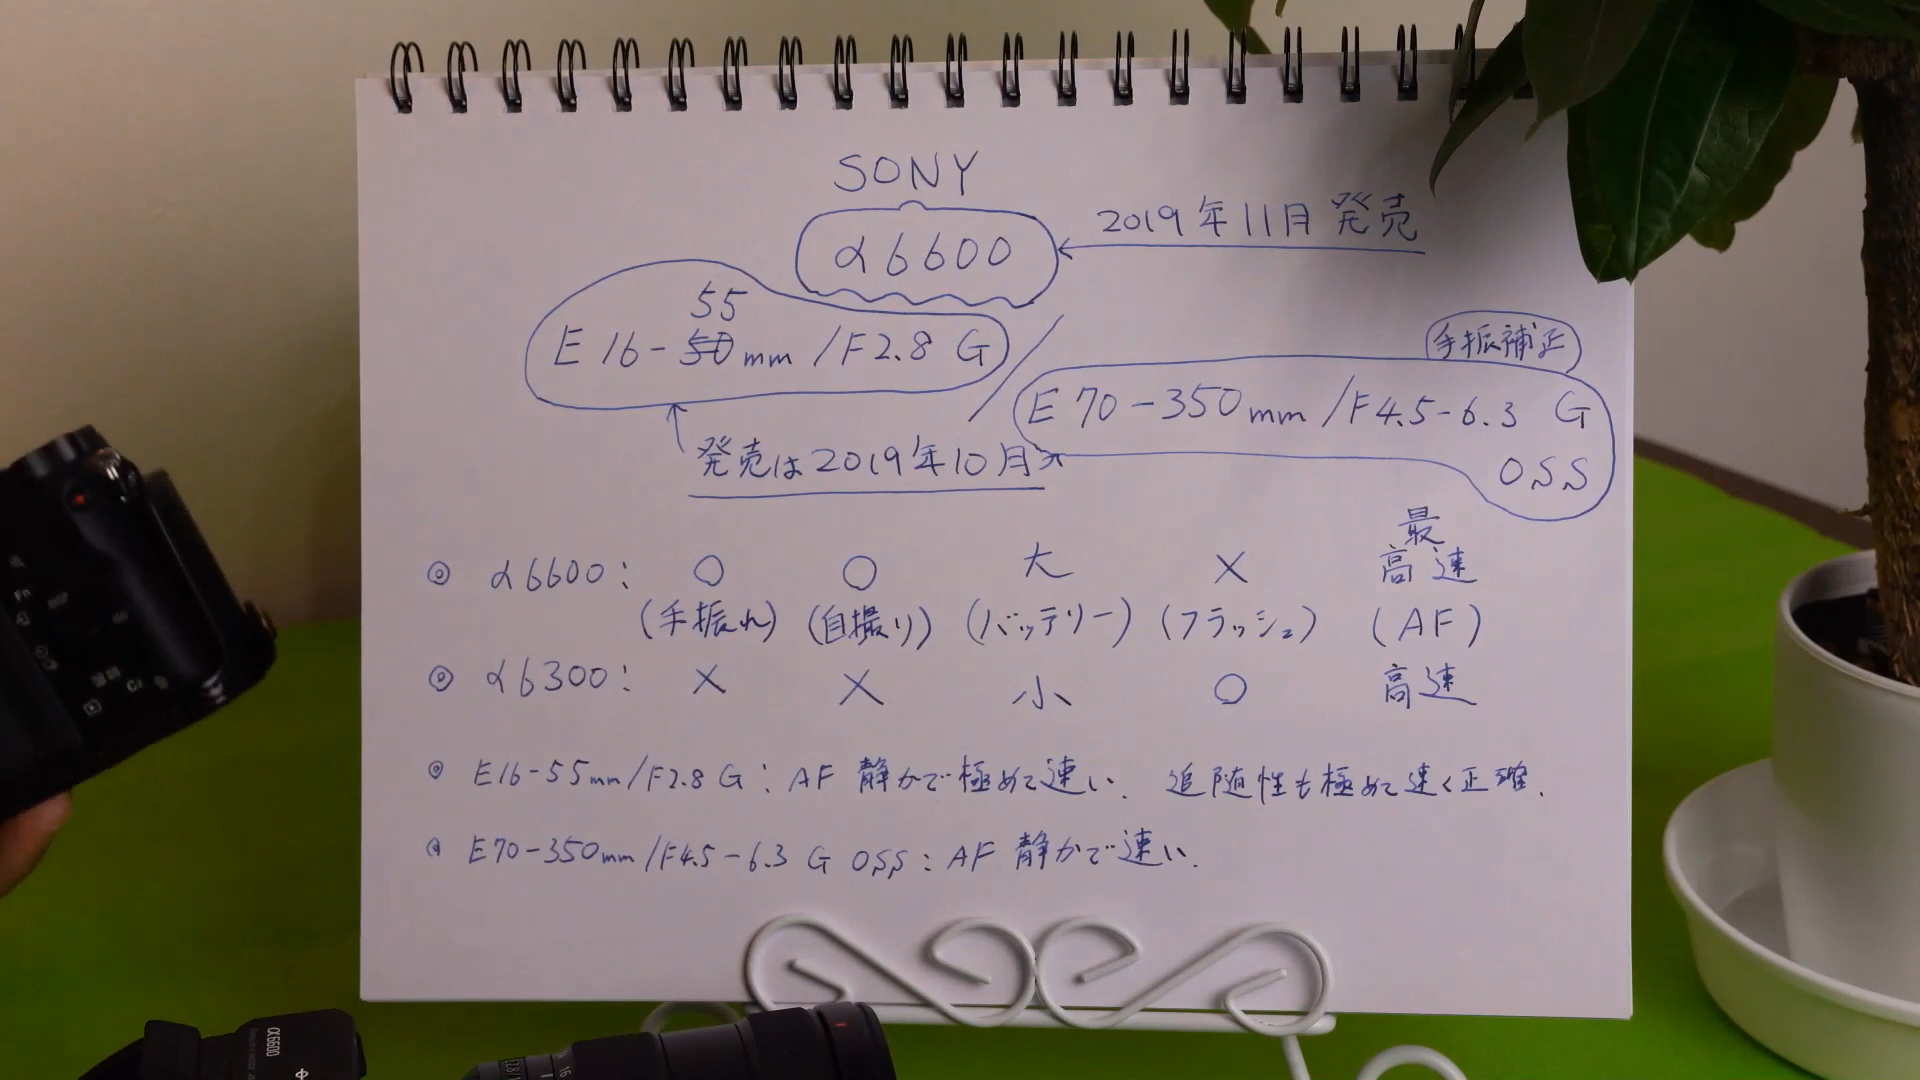 SONY
α6600
2019年11月発売
55
E 16-50mm /F2.8 G
手振補正
E 70-350mm /F4.5-6.3 G
OSS
発売は2019年10月
最
◎ α6600: ○ ○ 大 × 高速
(手振れ) (自撮り) (バッテリー) (フラッシュ) (AF)
◎ α6300: × × 小 ○ 高速
◎ E16-55mm/F2.8 G: AF 静かで極めて速い. 追随性も極めて速く正確.
◎ E70-350mm/F4.5-6.3 G OSS: AF 静かで速い.
Fn
α6600
16